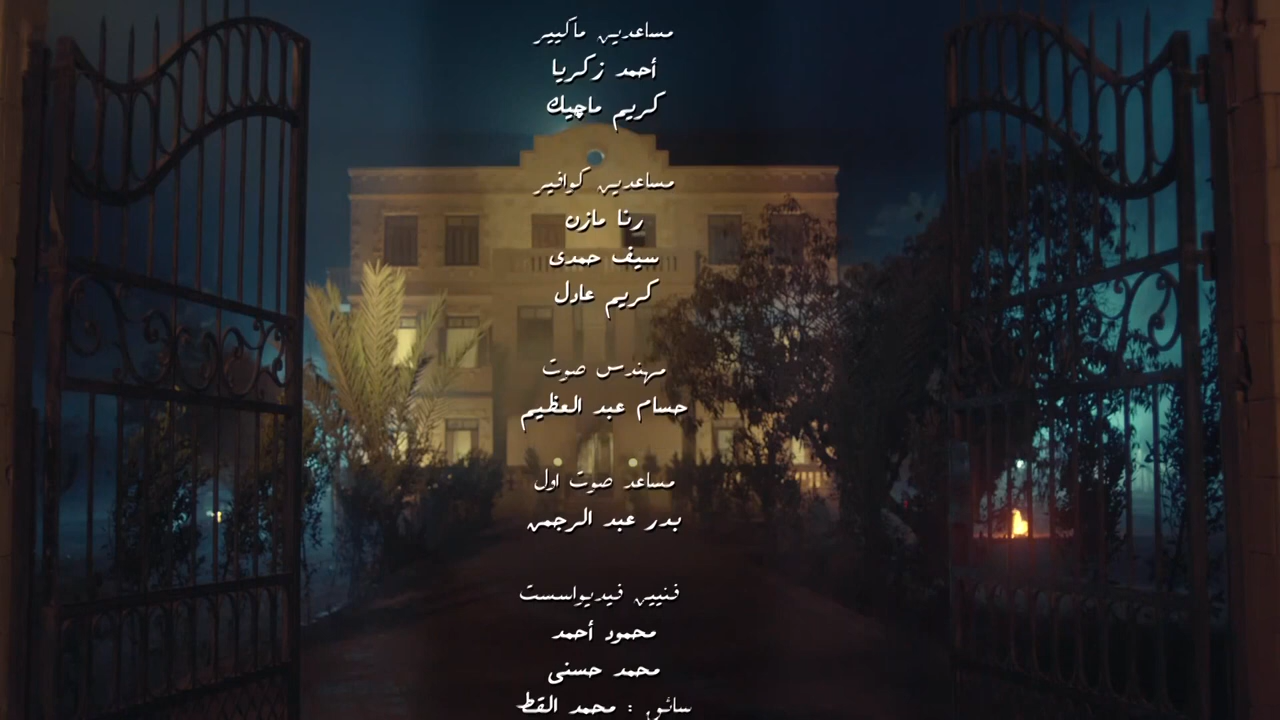 مساعدين ماكيير
أحمد زكريا
كريم ماچيك
مساعدين كوافير
رنا مازن
سيف حمدى
كريم عادل
مهندس صوت
حسام عبد العظيم
مساعد صوت اول
بدر عبد الرحمن
فنيين فيديواسست
محمود أحمد
محمد حسنى
سائق : محمد القط